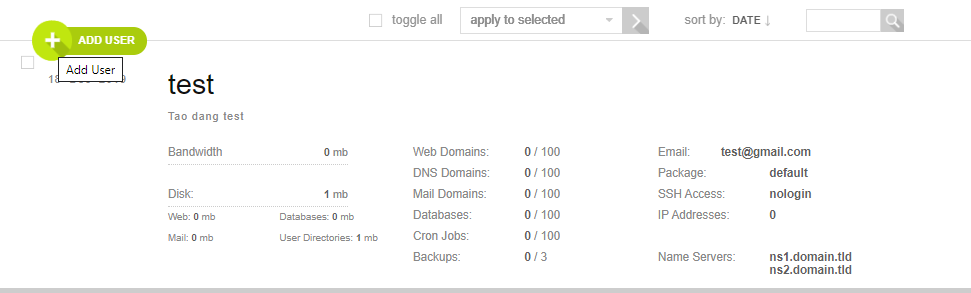 toggle all
apply to selected
sort by: DATE ↓
ADD USER
Add User
test
Tao dang test
Bandwidth 0 mb
Disk: 1 mb
Web: 0 mb Databases: 0 mb
Mail: 0 mb User Directories: 1 mb
Web Domains: 0 / 100
DNS Domains: 0 / 100
Mail Domains: 0 / 100
Databases: 0 / 100
Cron Jobs: 0 / 100
Backups: 0 / 3
Email: test@gmail.com
Package: default
SSH Access: nologin
IP Addresses: 0
Name Servers: ns1.domain.tld
ns2.domain.tld